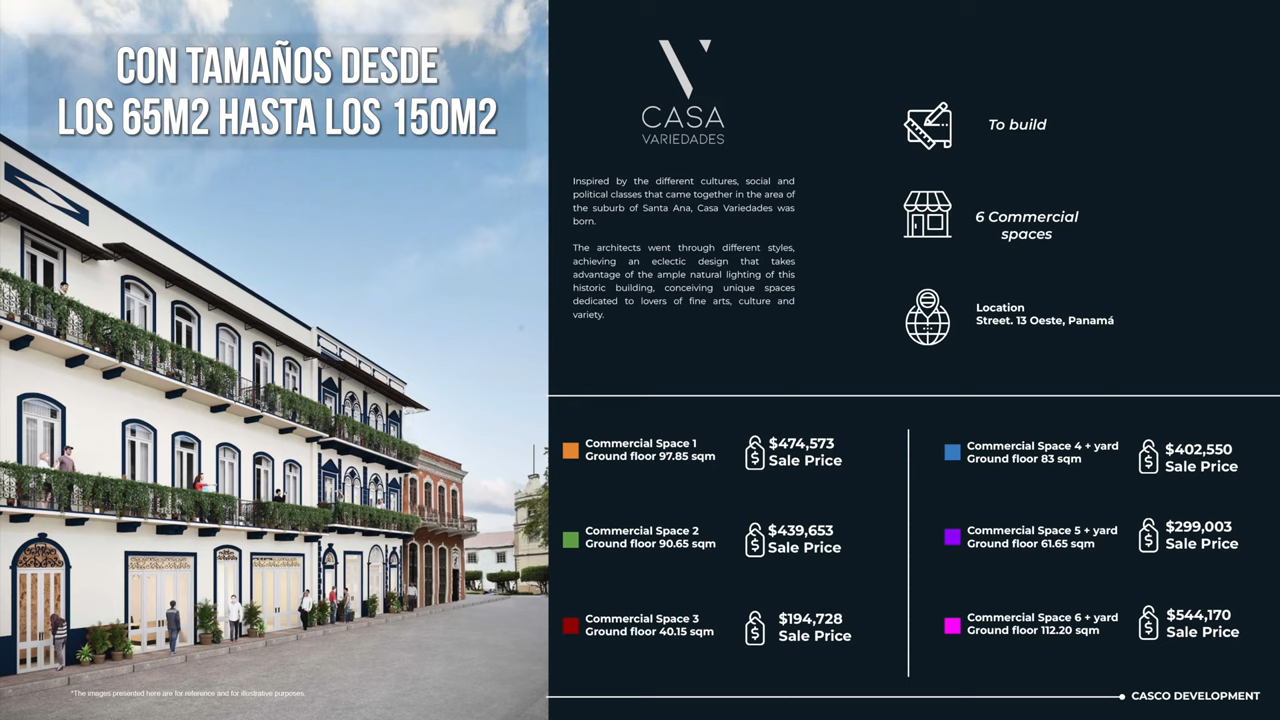 CON TAMAÑOS DESDE
LOS 65M2 HASTA LOS 150M2
*The images presented here are for reference and for illustrative purposes.
CASA
VARIEDADES
Inspired by the different cultures, social and
political classes that came together in the area of
the suburb of Santa Ana, Casa Variedades was
born.
The architects went through different styles,
achieving an eclectic design that takes
advantage of the ample natural lighting of this
historic building, conceiving unique spaces
dedicated to lovers of fine arts, culture and
variety.
To build
6 Commercial
spaces
Location
Street. 13 Oeste, Panamá
Commercial Space 1
Ground floor 97.85 sqm
$474,573
Sale Price
Commercial Space 2
Ground floor 90.65 sqm
$439,653
Sale Price
Commercial Space 3
Ground floor 40.15 sqm
$194,728
Sale Price
Commercial Space 4 + yard
Ground floor 83 sqm
$402,550
Sale Price
Commercial Space 5 + yard
Ground floor 61.65 sqm
$299,003
Sale Price
Commercial Space 6 + yard
Ground floor 112.20 sqm
$544,170
Sale Price
CASCO DEVELOPMENT